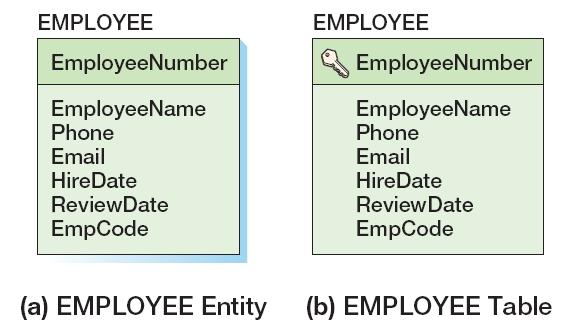 EMPLOYEE
EmployeeNumber
EmployeeName
Phone
Email
HireDate
ReviewDate
EmpCode
(a) EMPLOYEE Entity
EMPLOYEE
EmployeeNumber
EmployeeName
Phone
Email
HireDate
ReviewDate
EmpCode
(b) EMPLOYEE Table